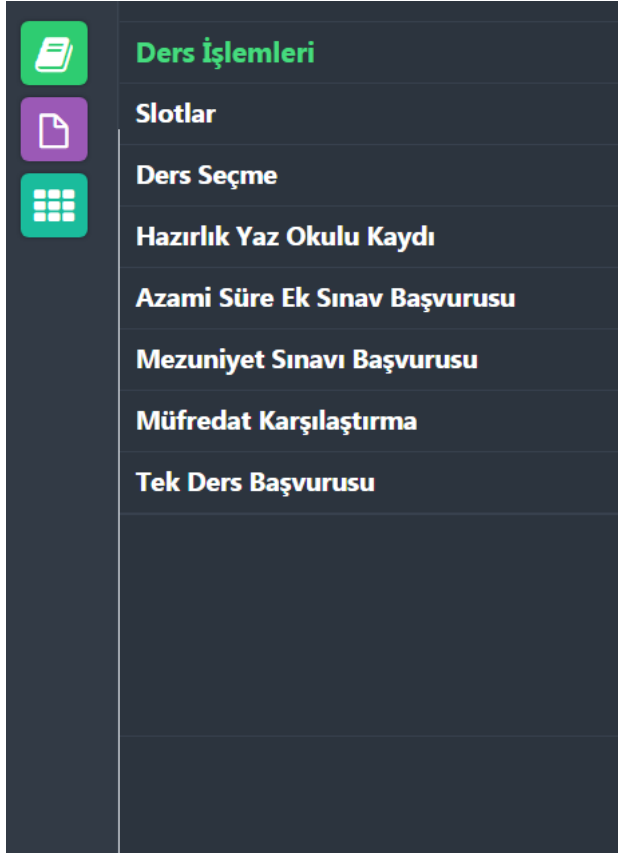 Ders İşlemleri
Slotlar
Ders Seçme
Hazırlık Yaz Okulu Kaydı
Azami Süre Ek Sınav Başvurusu
Mezuniyet Sınavı Başvurusu
Müfredat Karşılaştırma
Tek Ders Başvurusu